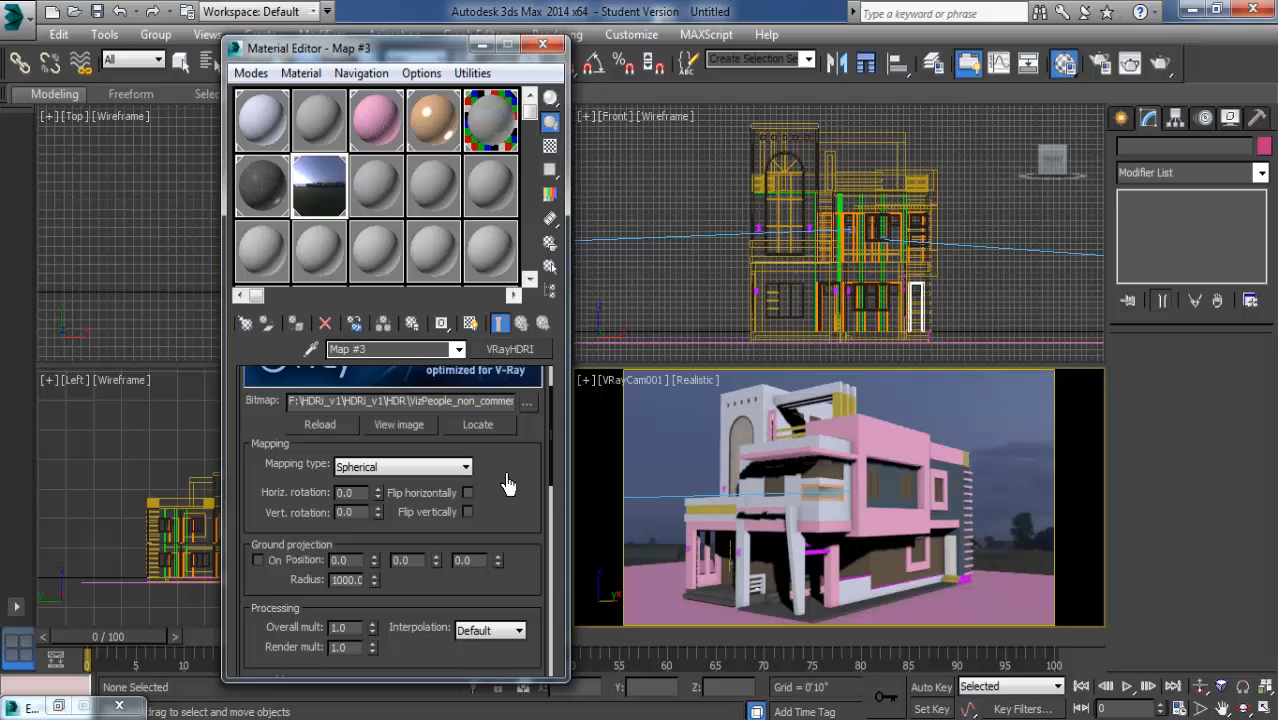 Workspace: Default
Autodesk 3ds Max 2014 x64 - Student Version   Untitled
Type a keyword or phrase
Edit Tools Group Views
Customize MAXScript Help
All
Create Selection Se
Modeling Freeform Selec
Material Editor - Map #3
Modes Material Navigation Options Utilities
[+][Top][Wireframe]
[+][Front][Wireframe]
FRONT
Modifier List
Map #3
VRayHDRI
optimized for V-Ray
[+][Left][Wireframe]
[+][VRayCam001][Realistic]
Bitmap: F:\HDRi_v1\HDRi_v1\HDR\VizPeople_non_commer ...
Reload View image Locate
Mapping
Mapping type: Spherical
Horiz. rotation: 0.0 Flip horizontally
Vert. rotation: 0.0 Flip vertically
Ground projection
On Position: 0.0 0.0 0.0
Radius: 1000.0
Processing
Overall mult: 1.0 Interpolation: Default
Render mult: 1.0
0 / 100
0 5 10 55 60 65 70 75 80 85 90 95 100
None Selected
X: Y: Z: Grid = 0'10"
Auto Key Selected
drag to select and move objects
Add Time Tag
Set Key Key Filters...
0
E...